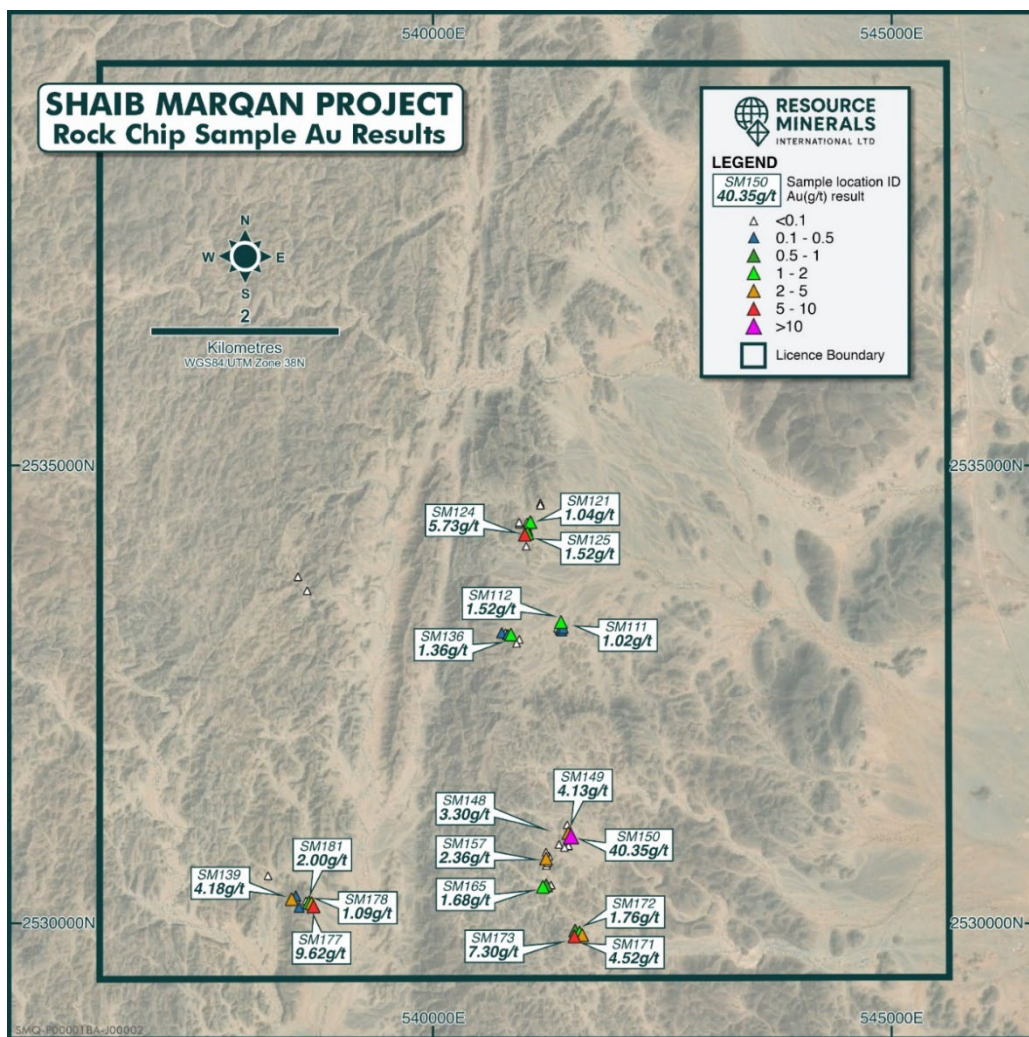 540000E
545000E
SHAIB MARQAN PROJECT
Rock Chip Sample Au Results
RESOURCE
MINERALS
INTERNATIONAL LTD
LEGEND
SM150
40.35g/t
Sample location ID
Au(g/t) result
<0.1
0.1 - 0.5
0.5 - 1
1 - 2
2 - 5
5 - 10
>10
Licence Boundary
N
W
E
S
2
Kilometres
WGS84/UTM Zone 38N
2535000N
2535000N
SM124
5.73g/t
SM121
1.04g/t
SM125
1.52g/t
SM112
1.52g/t
SM111
1.02g/t
SM136
1.36g/t
SM149
4.13g/t
SM148
3.30g/t
SM150
40.35g/t
SM157
2.36g/t
SM181
2.00g/t
SM139
4.18g/t
SM178
1.09g/t
SM177
9.62g/t
SM165
1.68g/t
SM172
1.76g/t
SM173
7.30g/t
SM171
4.52g/t
2530000N
2530000N
SMQ-P00001BA-J00002
540000E
545000E